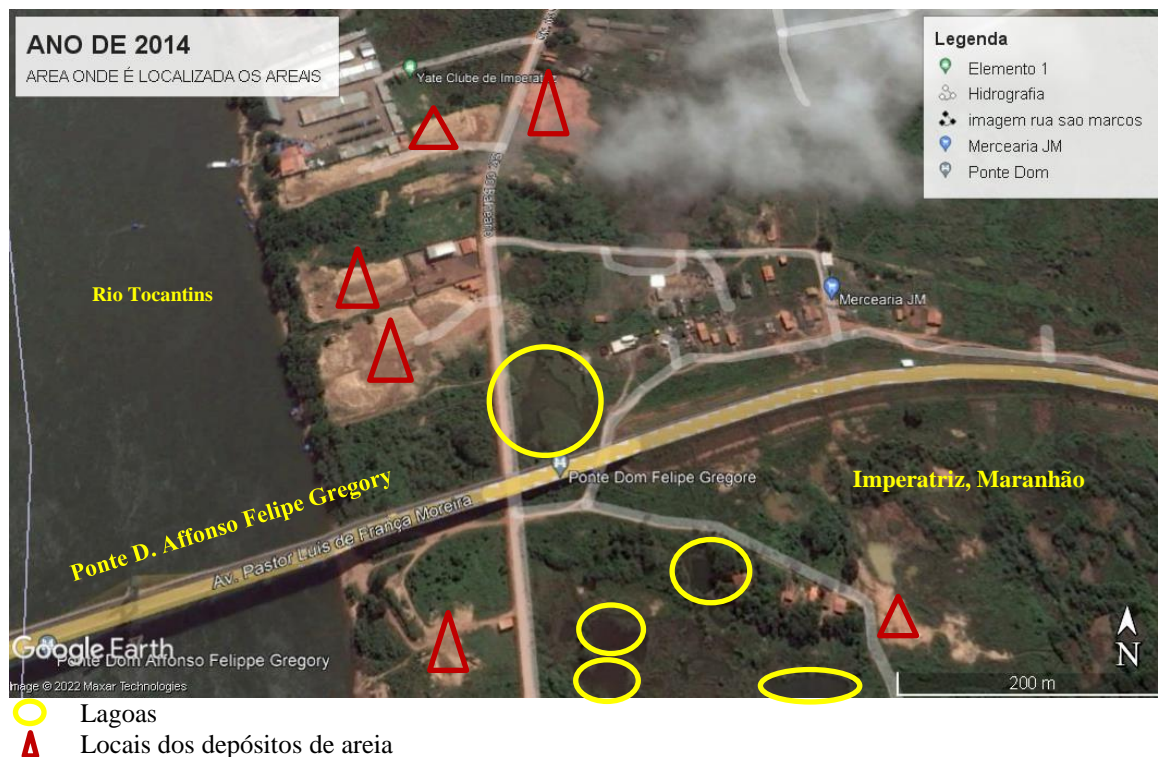 ANO DE 2014
AREA ONDE É LOCALIZADA OS AREAIS
Legenda
Elemento 1
Hidrografia
imagem rua sao marcos
Mercearia JM
Ponte Dom
Yate Clube de Imperatriz
Rio Tocantins
Mercearia JM
Ponte Dom Felipe Gregore
Imperatriz, Maranhão
Ponte D. Affonso Felipe Gregory
Av. Pastor Luis de França Moreira
Google Earth
Ponte Dom Affonso Felippe Gregory
Image © 2022 Maxar Technologies
200 m
N
Lagoas
Locais dos depósitos de areia